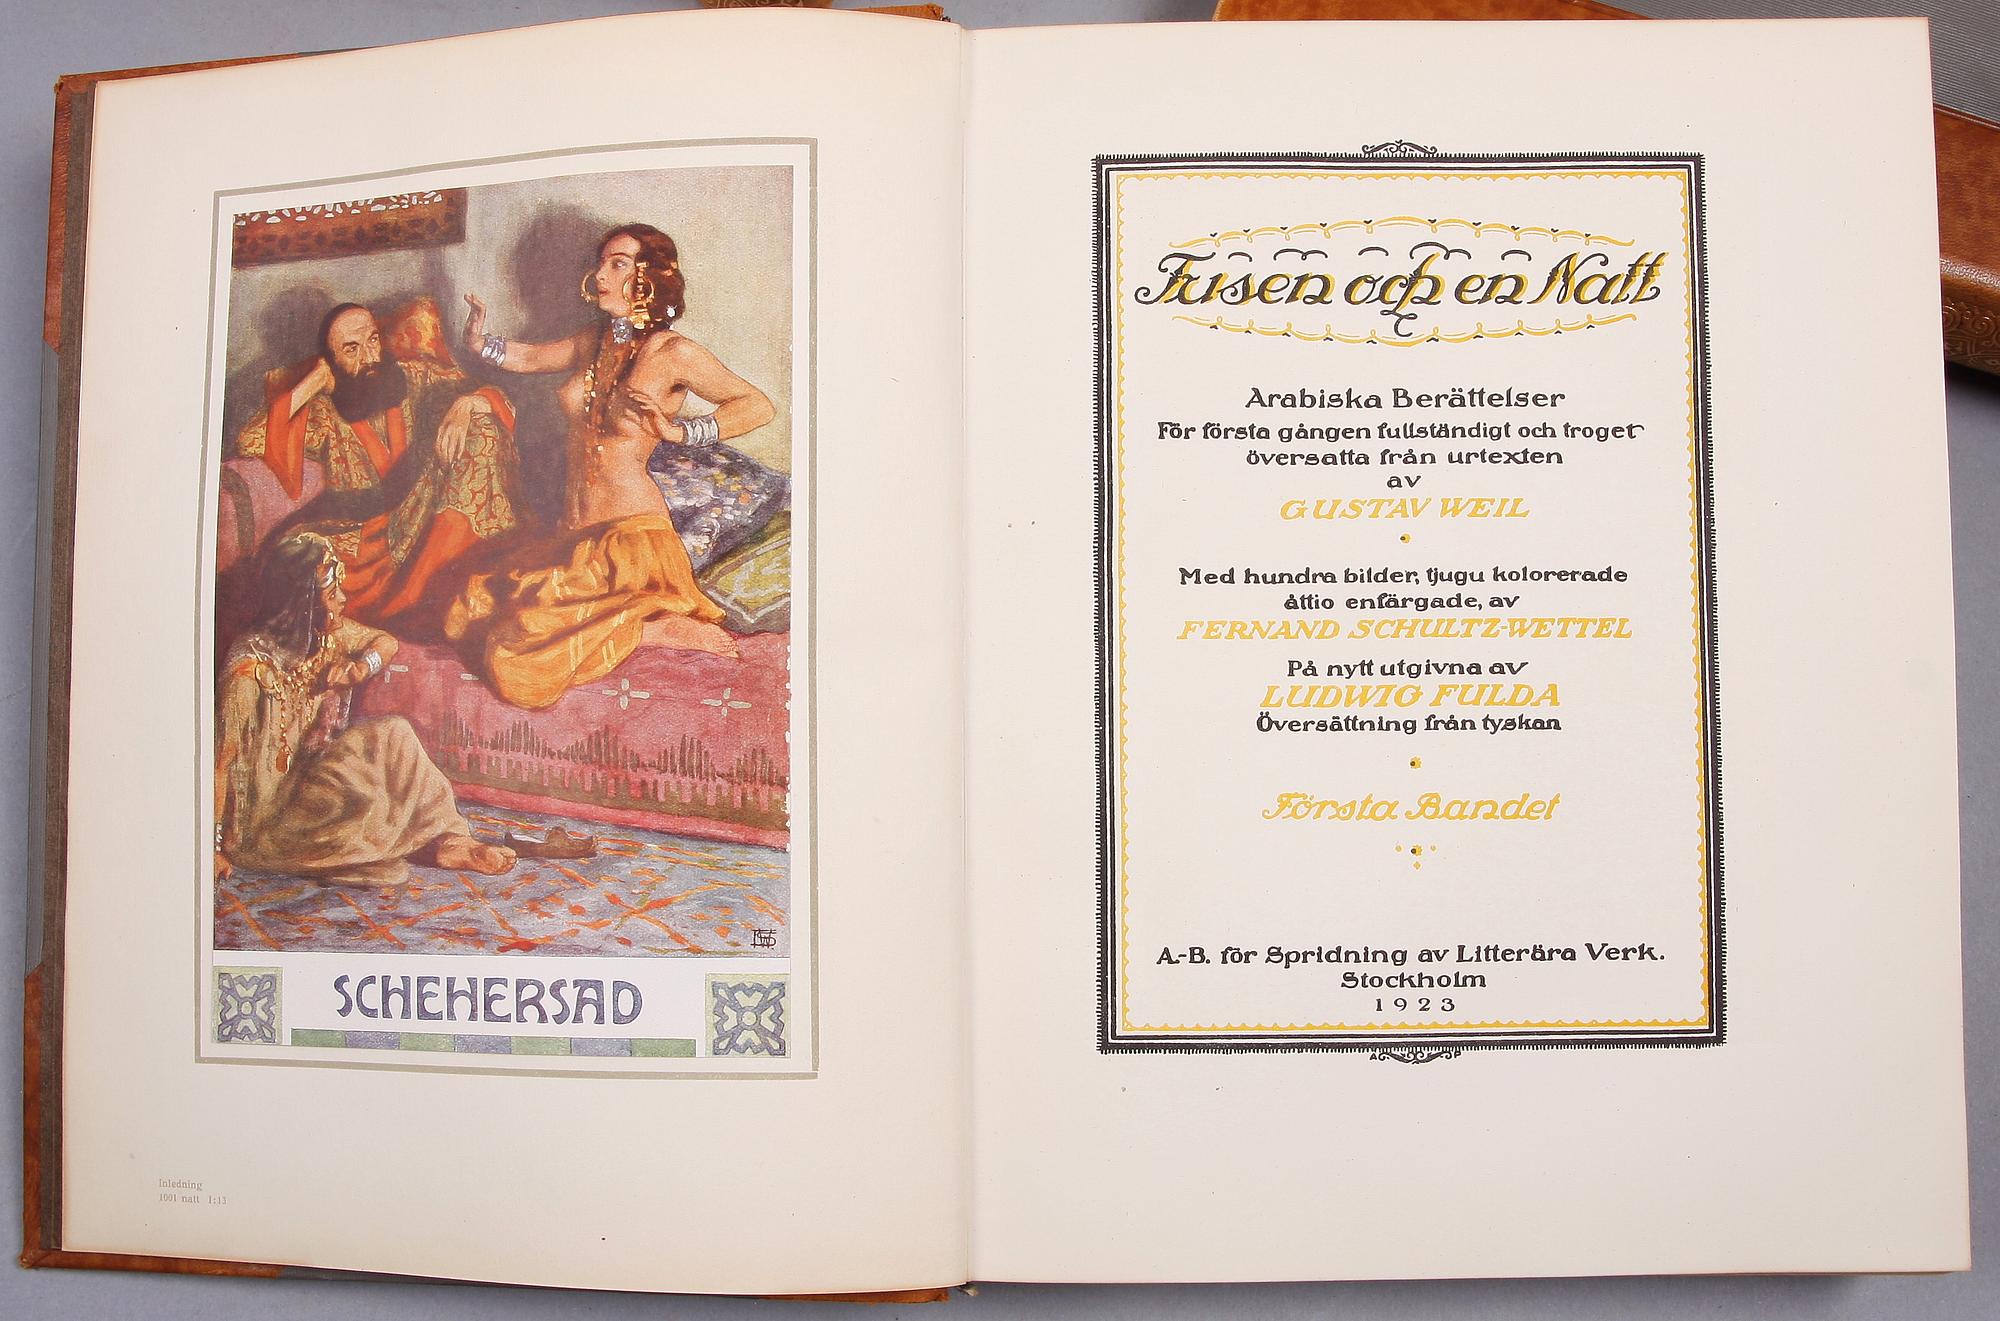 SCHEHERSAD
Inledning
1001 natt I:13
Tusen och en Natt
Arabiska Berättelser
För första gången fullständigt och troget
översatta från urtexten
av
GUSTAV WEIL
Med hundra bilder, tjugu kolorerade
åttio enfärgade, av
FERNAND SCHULTZ-WETTEL
På nytt utgivna av
LUDWIG FULDA
Översättning från tyskan
Första Bandet
A.-B. för Spridning av Litterära Verk.
Stockholm
1923